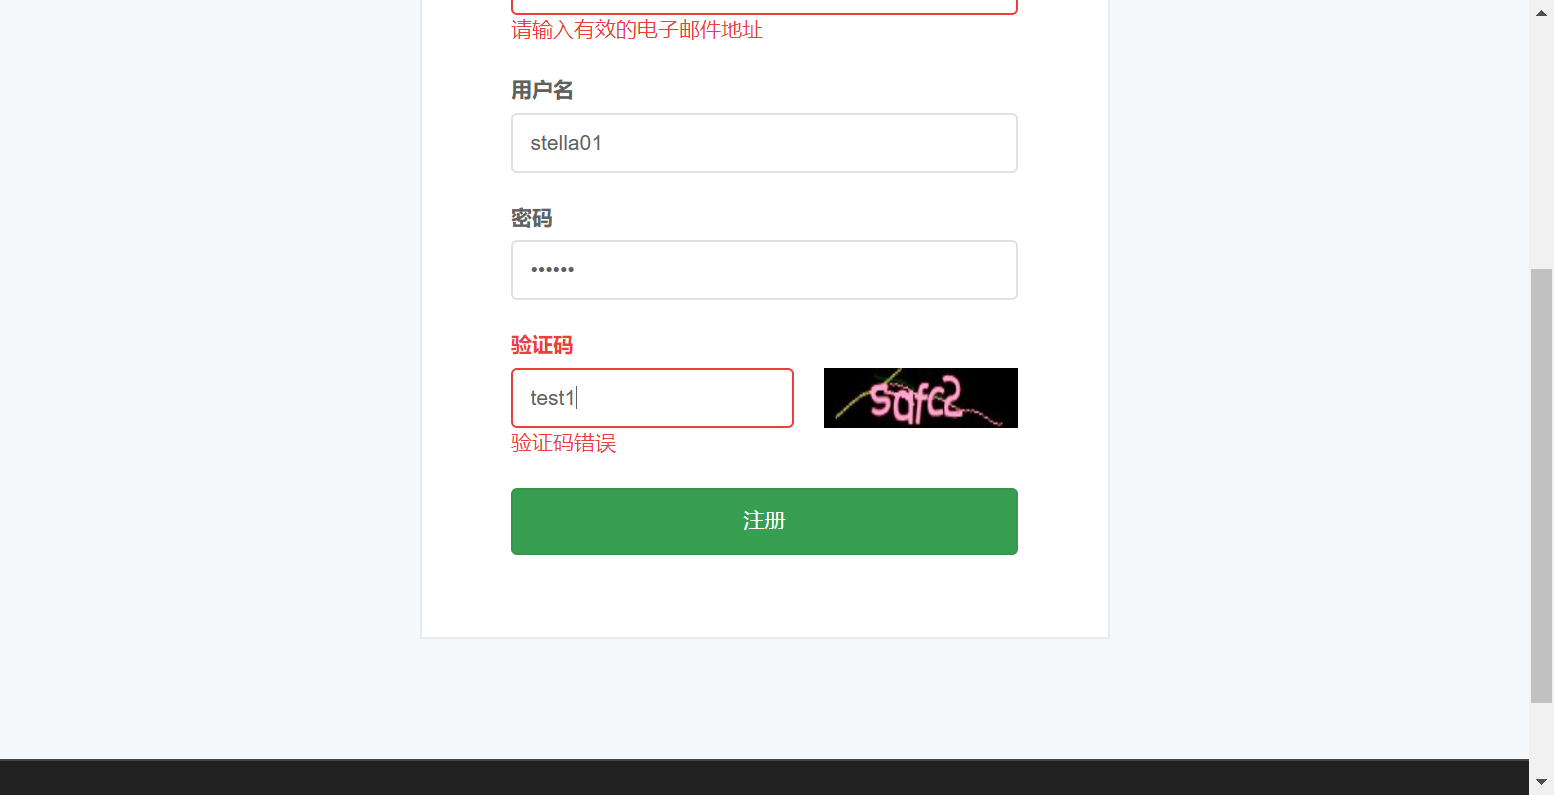 请输入有效的电子邮件地址
用户名
stella01
密码
••••••
验证码
test1
sqfc2
验证码错误
注册